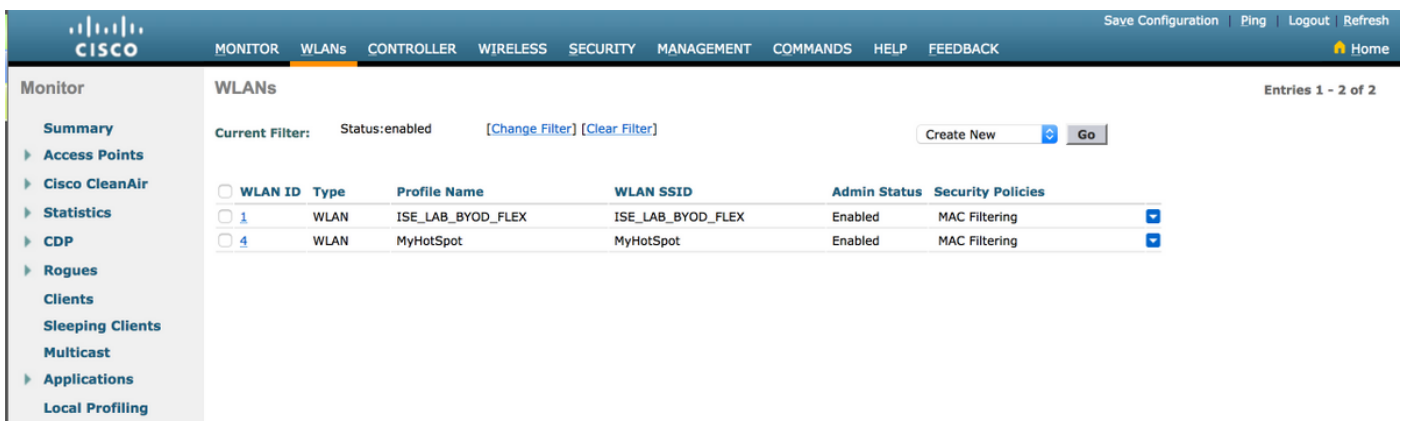 Save Configuration Ping Logout Refresh
CISCO MONITOR WLANs CONTROLLER WIRELESS SECURITY MANAGEMENT COMMANDS HELP FEEDBACK Home
Monitor
Summary
Access Points
Cisco CleanAir
Statistics
CDP
Rogues
Clients
Sleeping Clients
Multicast
Applications
Local Profiling
WLANs Entries 1 - 2 of 2
Current Filter: Status:enabled [Change Filter] [Clear Filter] Create New Go
WLAN ID Type Profile Name WLAN SSID Admin Status Security Policies
1 WLAN ISE_LAB_BYOD_FLEX ISE_LAB_BYOD_FLEX Enabled MAC Filtering
4 WLAN MyHotSpot MyHotSpot Enabled MAC Filtering